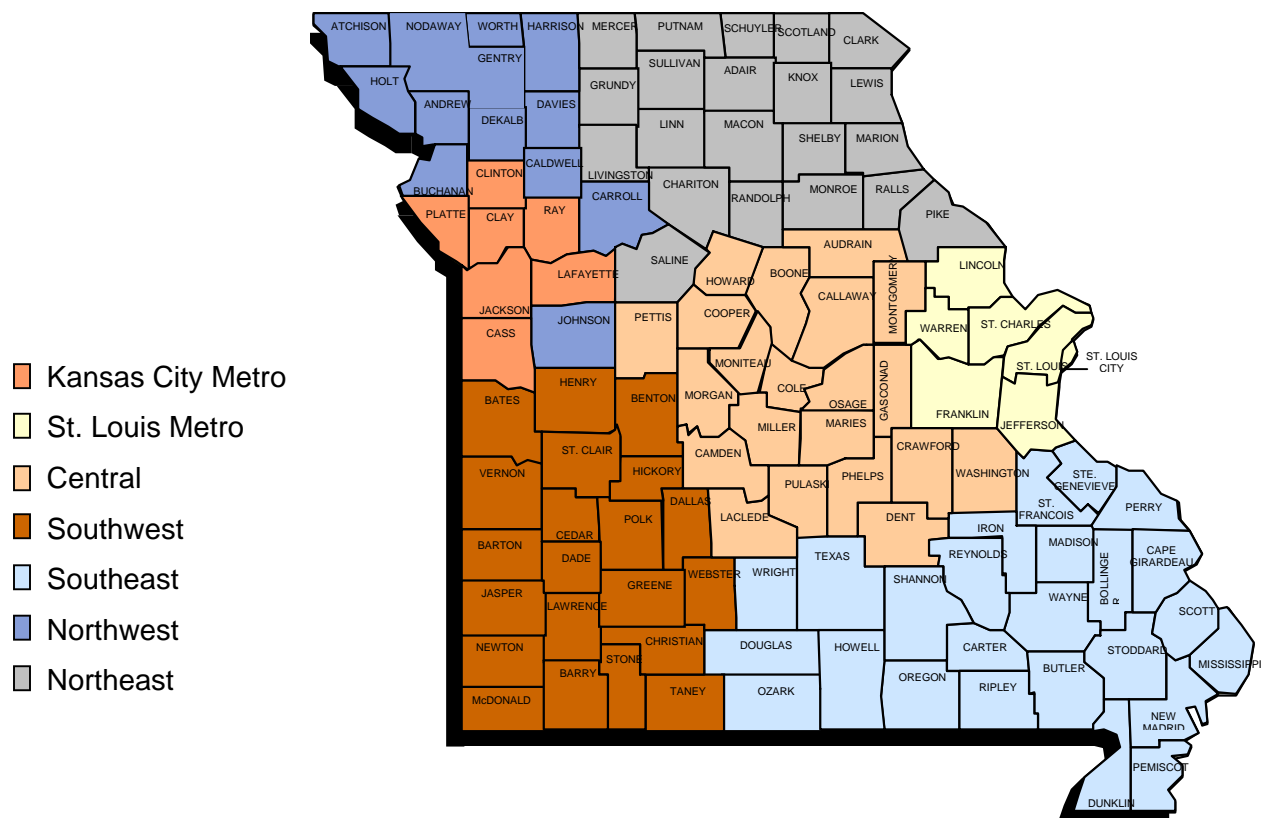 ATCHISON
NODAWAY
WORTH
HARRISON
MERCER
PUTNAM
SCHUYLER
SCOTLAND
CLARK
HOLT
GENTRY
SULLIVAN
ADAIR
KNOX
LEWIS
GRUNDY
ANDREW
DEKALB
DAVIES
LINN
MACON
SHELBY
MARION
BUCHANAN
CLINTON
CALDWELL
LIVINGSTON
CARROLL
CHARITON
RANDOLPH
MONROE
RALLS
PIKE
PLATTE
CLAY
RAY
LAFAYETTE
SALINE
HOWARD
BOONE
AUDRAIN
CALLAWAY
MONTGOMERY
LINCOLN
JACKSON
CASS
JOHNSON
PETTIS
COOPER
MONITEAU
COLE
OSAGE
GASCONAD
WARREN
ST. CHARLES
ST. LOUIS
ST. LOUIS
CITY
FRANKLIN
JEFFERSON
BATES
HENRY
BENTON
MORGAN
MILLER
MARIES
CAMDEN
CRAWFORD
WASHINGTON
ST. CLAIR
HICKORY
VERNON
CEDAR
POLK
DALLAS
LACLEDE
PULASKI
PHELPS
DENT
IRON
ST.
FRANCOIS
STE.
GENEVIEVE
PERRY
BARTON
DADE
GREENE
WEBSTER
WRIGHT
TEXAS
SHANNON
REYNOLDS
MADISON
BOLLINGE
R
CAPE
GIRARDEAU
JASPER
LAWRENCE
CHRISTIAN
DOUGLAS
HOWELL
CARTER
WAYNE
SCOTT
STODDARD
MISSISSIPPI
NEWTON
BARRY
STONE
TANEY
OZARK
OREGON
RIPLEY
BUTLER
NEW
MADRID
McDONALD
PEMISCOT
DUNKLIN
Kansas City Metro
St. Louis Metro
Central
Southwest
Southeast
Northwest
Northeast